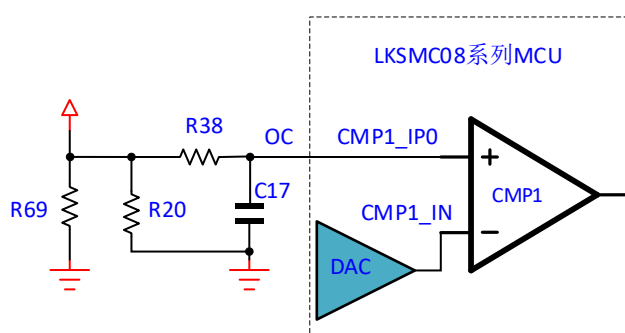 LKSMC08系列MCU
R38
OC
CMP1_IP0
R69
R20
C17
CMP1
CMP1_IN
DAC